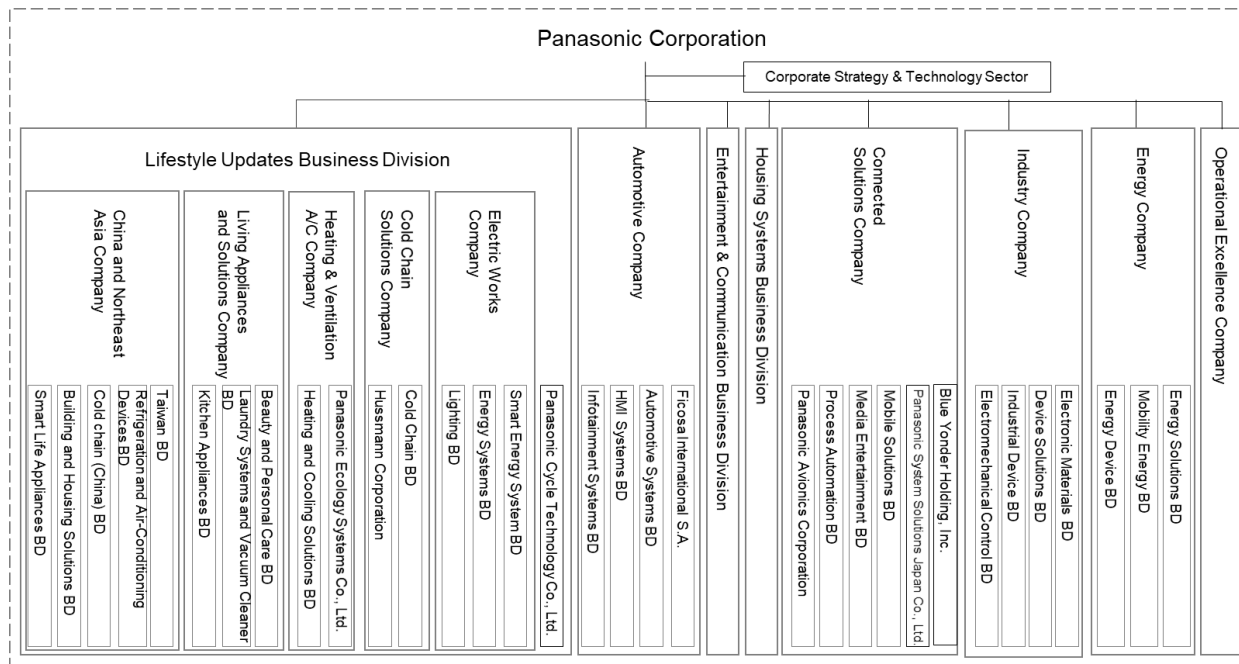 Panasonic Corporation
Corporate Strategy & Technology Sector
Lifestyle Updates Business Division
China and Northeast
Asia Company
Smart Life Appliances BD
Building and Housing Solutions BD
Cold chain (China) BD
Refrigeration and Air-Conditioning
Devices BD
Taiwan BD
Living Appliances
and Solutions Company
Kitchen Appliances BD
Laundry Systems and Vacuum Cleaner
BD
Beauty and Personal Care BD
Heating & Ventilation
A/C Company
Heating and Cooling Solutions BD
Panasonic Ecology Systems Co., Ltd.
Cold Chain
Solutions Company
Hussmann Corporation
Cold Chain BD
Electric Works
Company
Lighting BD
Energy Systems BD
Smart Energy System BD
Panasonic Cycle Technology Co., Ltd.
Automotive Company
Infotainment Systems BD
HMI Systems BD
Automotive Systems BD
Ficosa International S.A.
Entertainment & Communication Business Division
Housing Systems Business Division
Connected
Solutions Company
Panasonic Avionics Corporation
Process Automation BD
Media Entertainment BD
Mobile Solutions BD
Panasonic System Solutions Japan Co., Ltd.
Blue Yonder Holding, Inc.
Industry Company
Electromechanical Control BD
Industrial Device BD
Device Solutions BD
Electronic Materials BD
Energy Company
Energy Device BD
Mobility Energy BD
Energy Solutions BD
Operational Excellence Company